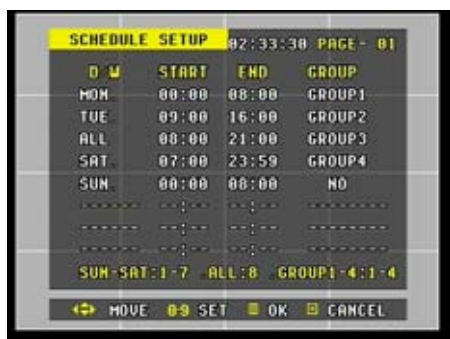 SCHEDULE SETUP 02:33:30 PAGE- 01
D W START END GROUP
MON 00:00 08:00 GROUP1
TUE 09:00 16:00 GROUP2
ALL 08:00 21:00 GROUP3
SAT 07:00 23:59 GROUP4
SUN 00:00 08:00 NO
------- --:-- --:-- ---------
------- --:-- --:-- ---------
------- --:-- --:-- ---------
SUN-SAT:1-7 ALL:8 GROUP1-4:1-4
MOVE 0-9 SET OK CANCEL